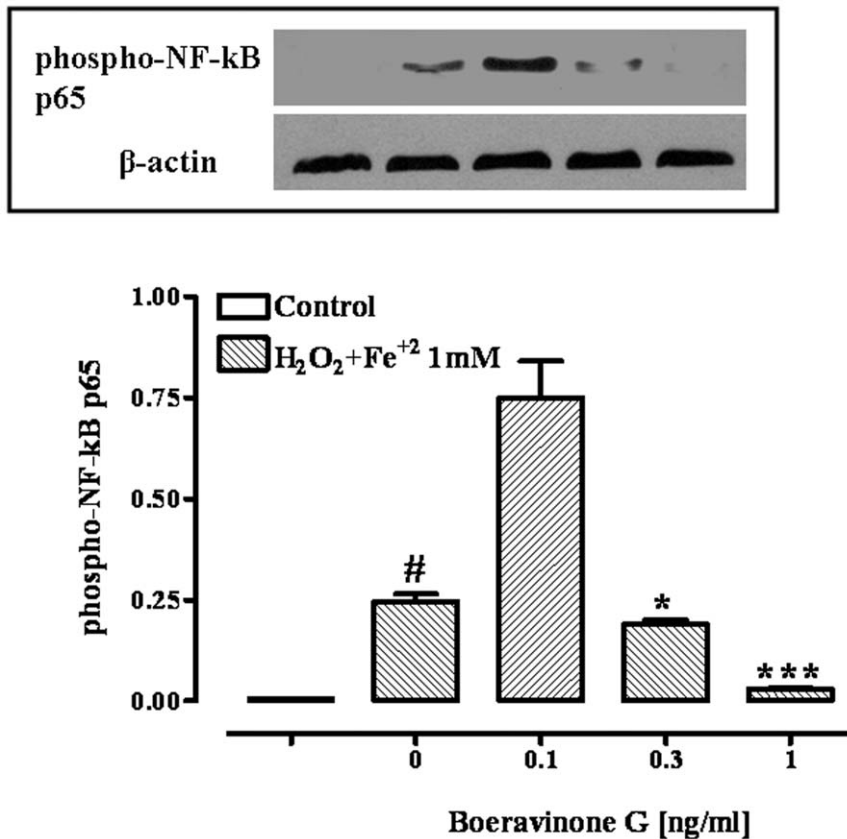 phospho-NF-kB
p65
β-actin
1.00
0.75
0.50
0.25
0.00
phospho-NF-kB p65
Control
H₂O₂+Fe⁺² 1mM
#
*
***
0
0.1
0.3
1
Boeravinone G [ng/ml]